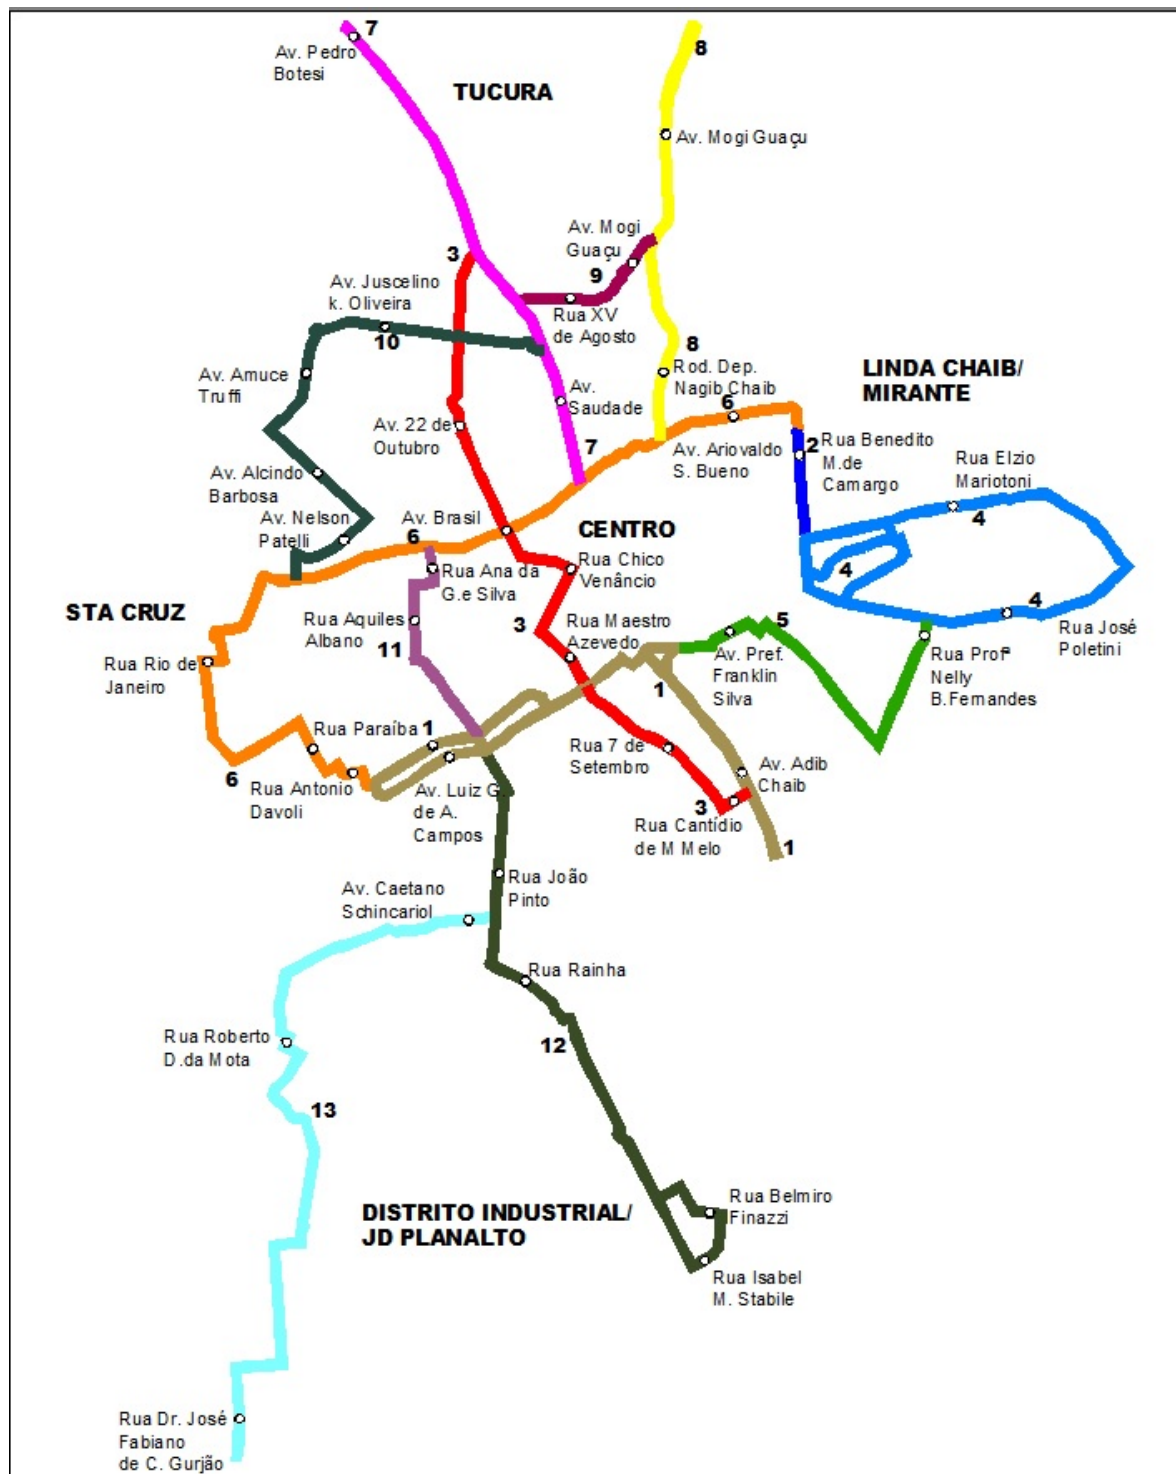 7
Av. Pedro
Botesi
TUCURA
8
Av. Mogi Guaçu
3
Av. Mogi
Guaçu
9
Av. Juscelino
k. Oliveira
10
Rua XV
de Agosto
8
Rod. Dep.
Nagib Chaib
LINDA CHAIB/
MIRANTE
Av. Amuce
Truffi
Av.
Saudade
6
Av. 22 de
Outubro
7
Av. Ariovaldo
S. Bueno
2
Rua Benedito
M.de
Camargo
Rua Elzio
Mariotoni
4
Av. Alcindo
Barbosa
Av. Nelson
Patelli
Av. Brasil
6
CENTRO
Rua Ana da
G.e Silva
Rua Chico
Venâncio
4
4
STA CRUZ
Rua Aquiles
Albano
3
Rua Maestro
Azevedo
5
Rua José
Poletini
Rua Rio de
Janeiro
11
Av. Pref.
Franklin
Silva
Rua Profª
Nelly
B.Fernandes
1
Rua Paraíba
1
6
Rua Antonio
Davoli
Av. Luiz G.
de A.
Campos
Rua 7 de
Setembro
Av. Adib
Chaib
3
Rua Cantídio
de M Melo
1
Av. Caetano
Schincariol
Rua João
Pinto
Rua Rainha
Rua Roberto
D.da Mota
12
13
DISTRITO INDUSTRIAL/
JD PLANALTO
Rua Belmiro
Finazzi
Rua Isabel
M. Stabile
Rua Dr. José
Fabiano
de C. Gurjão